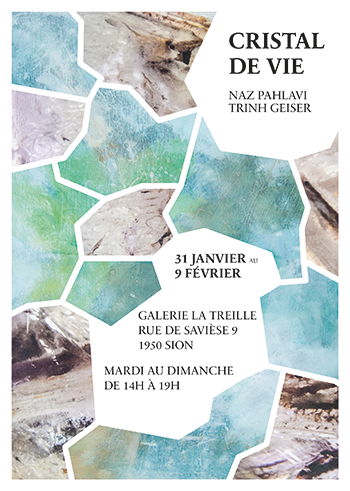 CRISTAL
DE VIE
NAZ PAHLAVI
TRINH GEISER
31 JANVIER AU
9 FÉVRIER
GALERIE LA TREILLE
RUE DE SAVIÈSE 9
1950 SION
MARDI AU DIMANCHE
DE 14H À 19H